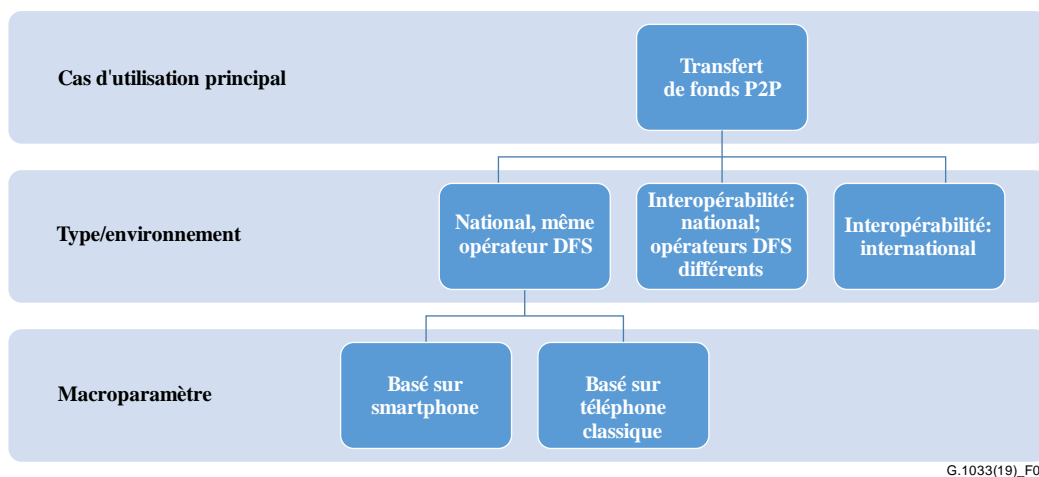 Cas d'utilisation principal
Transfert
de fonds P2P
Type/environnement
National, même
opérateur DFS
Interopérabilité:
national;
opérateurs DFS
différents
Interopérabilité:
international
Macroparamètre
Basé sur
smartphone
Basé sur
téléphone
classique
G.1033(19)_F0